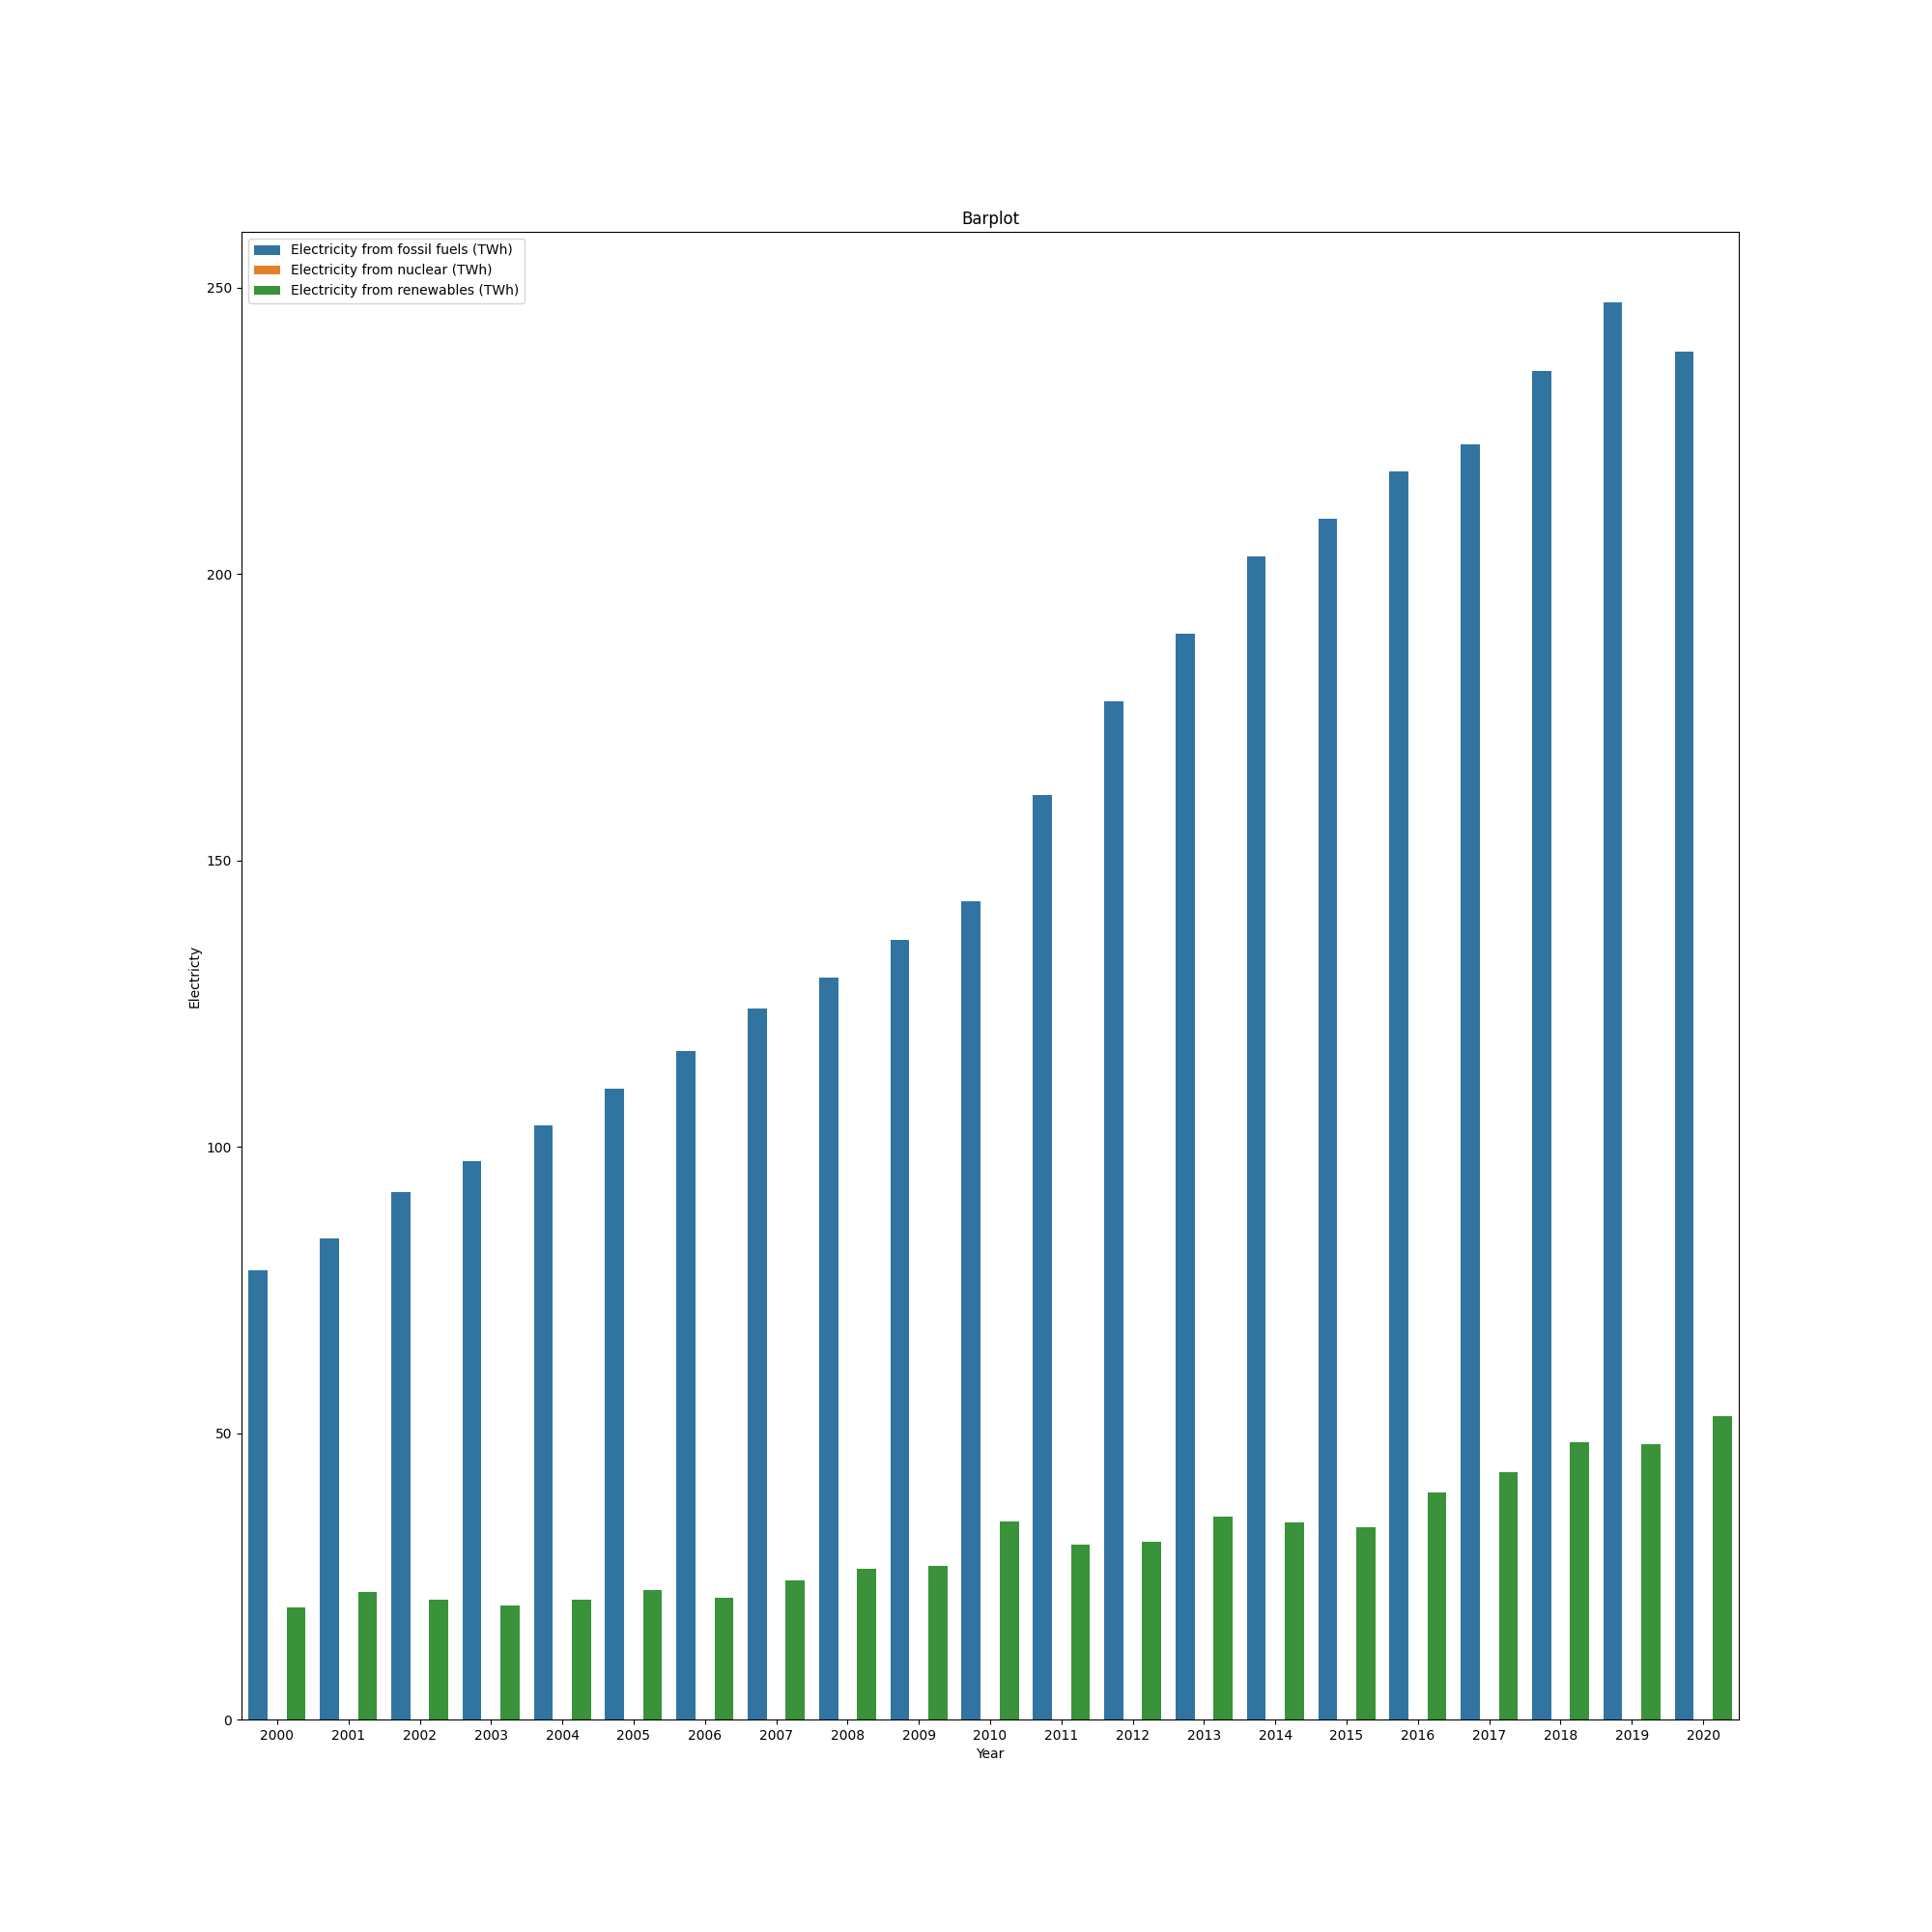 Barplot
Electricity from fossil fuels (TWh)
Electricity from nuclear (TWh)
Electricity from renewables (TWh)
250
200
150
100
50
0
Electricty
2000 2001 2002 2003 2004 2005 2006 2007 2008 2009 2010 2011 2012 2013 2014 2015 2016 2017 2018 2019 2020
Year